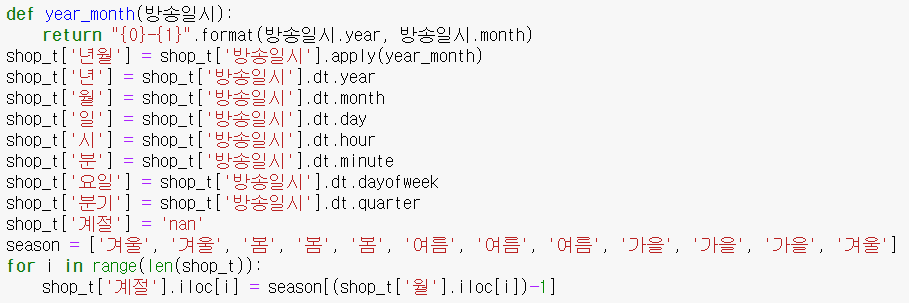 def year_month(방송일시):
    return "{0}-{1}".format(방송일시.year, 방송일시.month)
shop_t['년월'] = shop_t['방송일시'].apply(year_month)
shop_t['년'] = shop_t['방송일시'].dt.year
shop_t['월'] = shop_t['방송일시'].dt.month
shop_t['일'] = shop_t['방송일시'].dt.day
shop_t['시'] = shop_t['방송일시'].dt.hour
shop_t['분'] = shop_t['방송일시'].dt.minute
shop_t['요일'] = shop_t['방송일시'].dt.dayofweek
shop_t['분기'] = shop_t['방송일시'].dt.quarter
shop_t['계절'] = 'nan'
season = ['겨울', '겨울', '봄', '봄', '봄', '여름', '여름', '여름', '가을', '가을', '가을', '겨울']
for i in range(len(shop_t)):
    shop_t['계절'].iloc[i] = season[(shop_t['월'].iloc[i])-1]